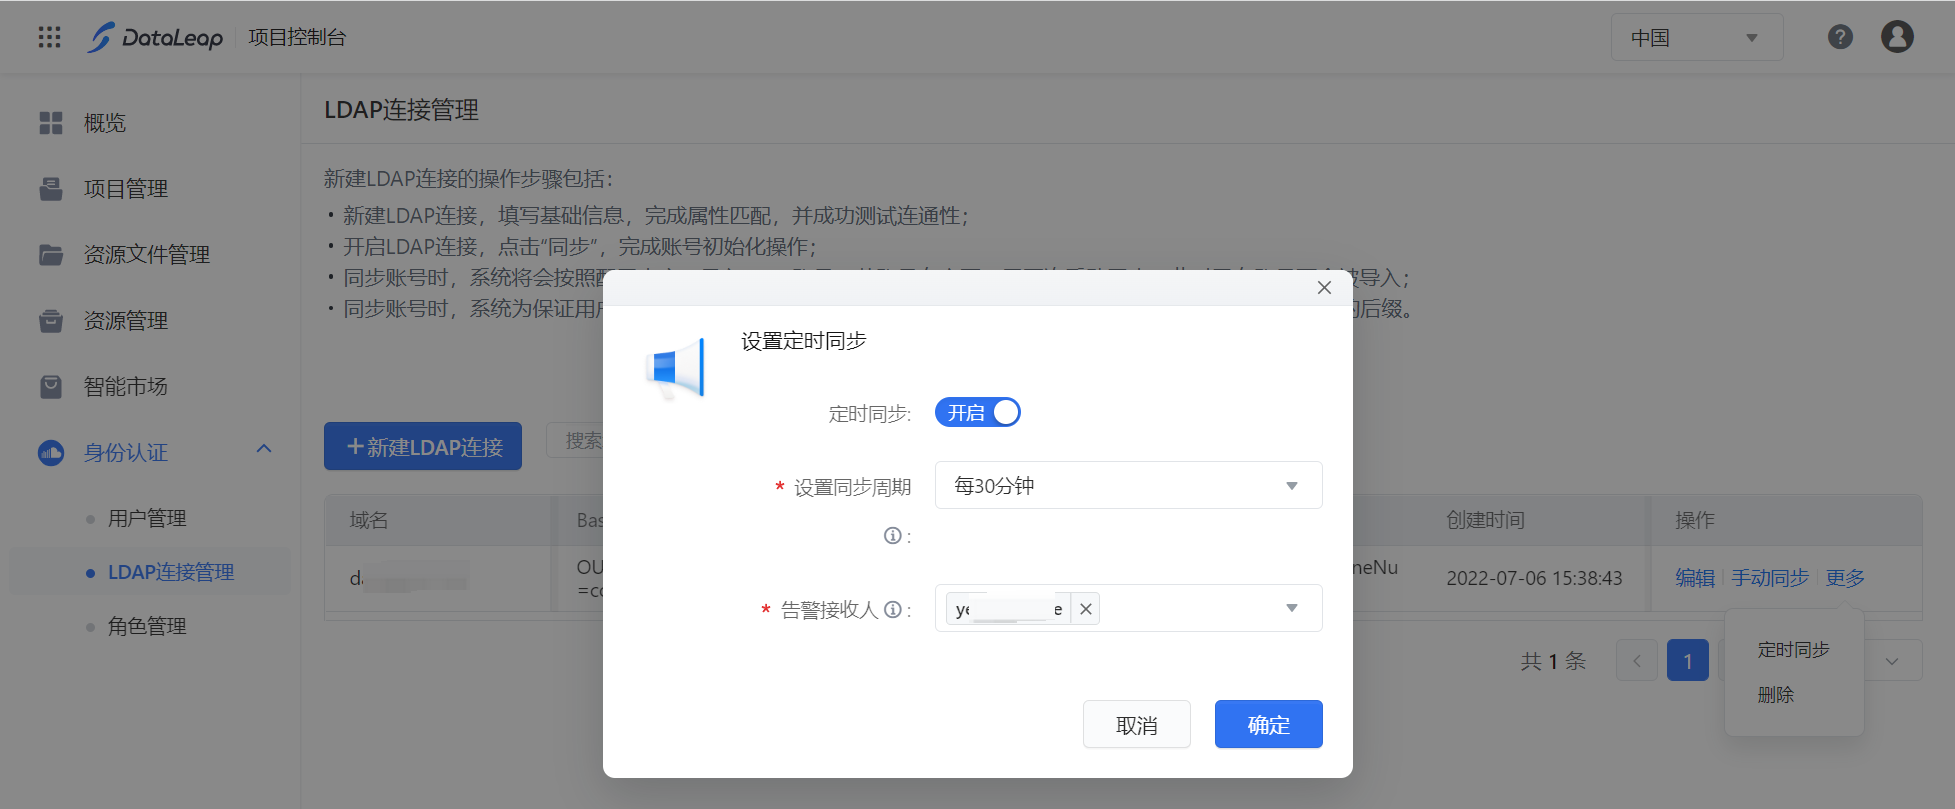 DataLeap 项目控制台 中国
概览
项目管理
资源文件管理
资源管理
智能市场
身份认证
用户管理
LDAP连接管理
角色管理
LDAP连接管理
新建LDAP连接的操作步骤包括：
• 新建LDAP连接，填写基础信息，完成属性匹配，并成功测试连通性；
• 开启LDAP连接，点击“同步”，完成账号初始化操作；
• 同步账号时，系统将会按照 被导入；
• 同步账号时，系统为保证用 的后缀。
+新建LDAP连接 搜索
域名 Bas 创建时间 操作
OU neNu
=co
2022-07-06 15:38:43 编辑 手动同步 更多
定时同步
删除
共 1 条 1
设置定时同步
定时同步: 开启
* 设置同步周期 每30分钟
:
* 告警接收人 : ye e
取消 确定